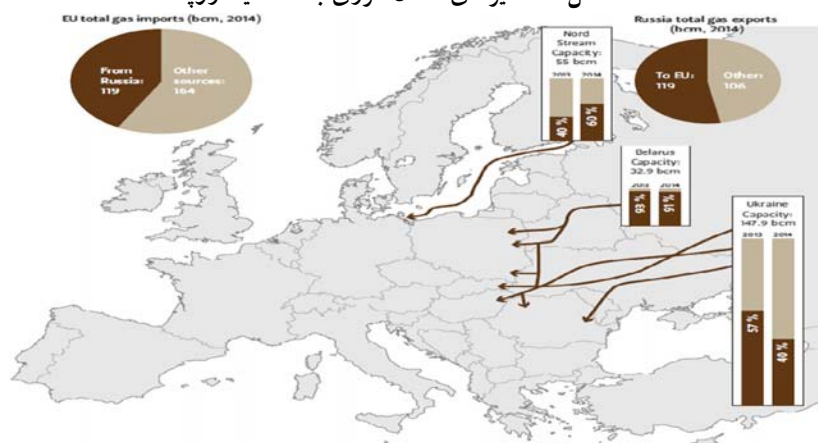 EU total gas imports (bcm, 2014)
From
Russia:
119
Other
sources:
164
Nord
Stream
Capacity:
55 bcm
2013 2014
40 % 60 %
Russia total gas exports
(bcm, 2014)
To EU:
119
Other:
106
Belarus
Capacity:
32.9 bcm
2013 2014
93 % 91 %
Ukraine
Capacity:
147.9 bcm
2013 2014
57 % 40 %